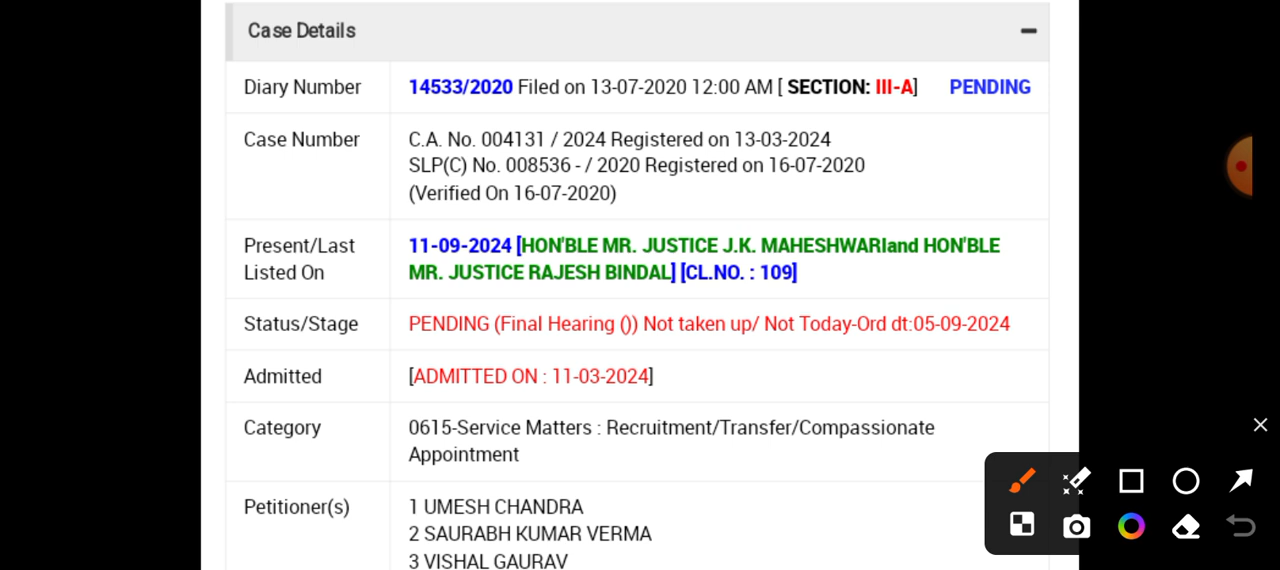 Case Details
Diary Number
14533/2020 Filed on 13-07-2020 12:00 AM [ SECTION: III-A] PENDING
Case Number
C.A. No. 004131 / 2024 Registered on 13-03-2024
SLP(C) No. 008536 - / 2020 Registered on 16-07-2020
(Verified On 16-07-2020)
Present/Last
Listed On
11-09-2024 [HON'BLE MR. JUSTICE J.K. MAHESHWARIand HON'BLE
MR. JUSTICE RAJESH BINDAL] [CL.NO. : 109]
Status/Stage
PENDING (Final Hearing ()) Not taken up/ Not Today-Ord dt:05-09-2024
Admitted
[ADMITTED ON : 11-03-2024]
Category
0615-Service Matters : Recruitment/Transfer/Compassionate
Appointment
Petitioner(s)
1 UMESH CHANDRA
2 SAURABH KUMAR VERMA
3 VISHAL GAURAV